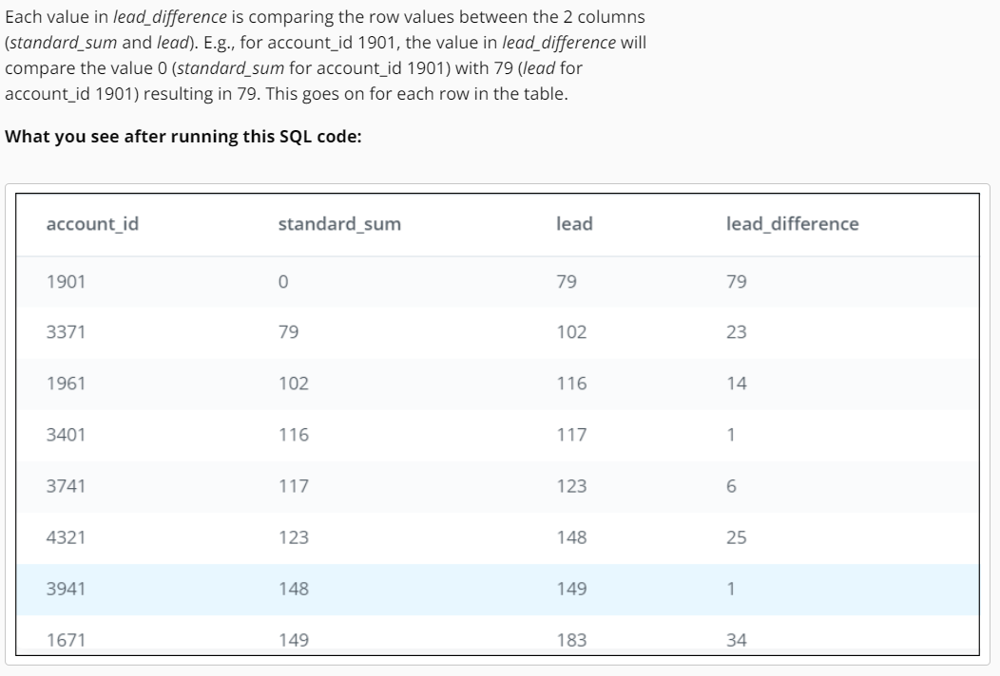 Each value in lead_difference is comparing the row values between the 2 columns
(standard_sum and lead). E.g., for account_id 1901, the value in lead_difference will
compare the value 0 (standard_sum for account_id 1901) with 79 (lead for
account_id 1901) resulting in 79. This goes on for each row in the table.
What you see after running this SQL code:
account_id standard_sum lead lead_difference
1901 0 79 79
3371 79 102 23
1961 102 116 14
3401 116 117 1
3741 117 123 6
4321 123 148 25
3941 148 149 1
1671 149 183 34